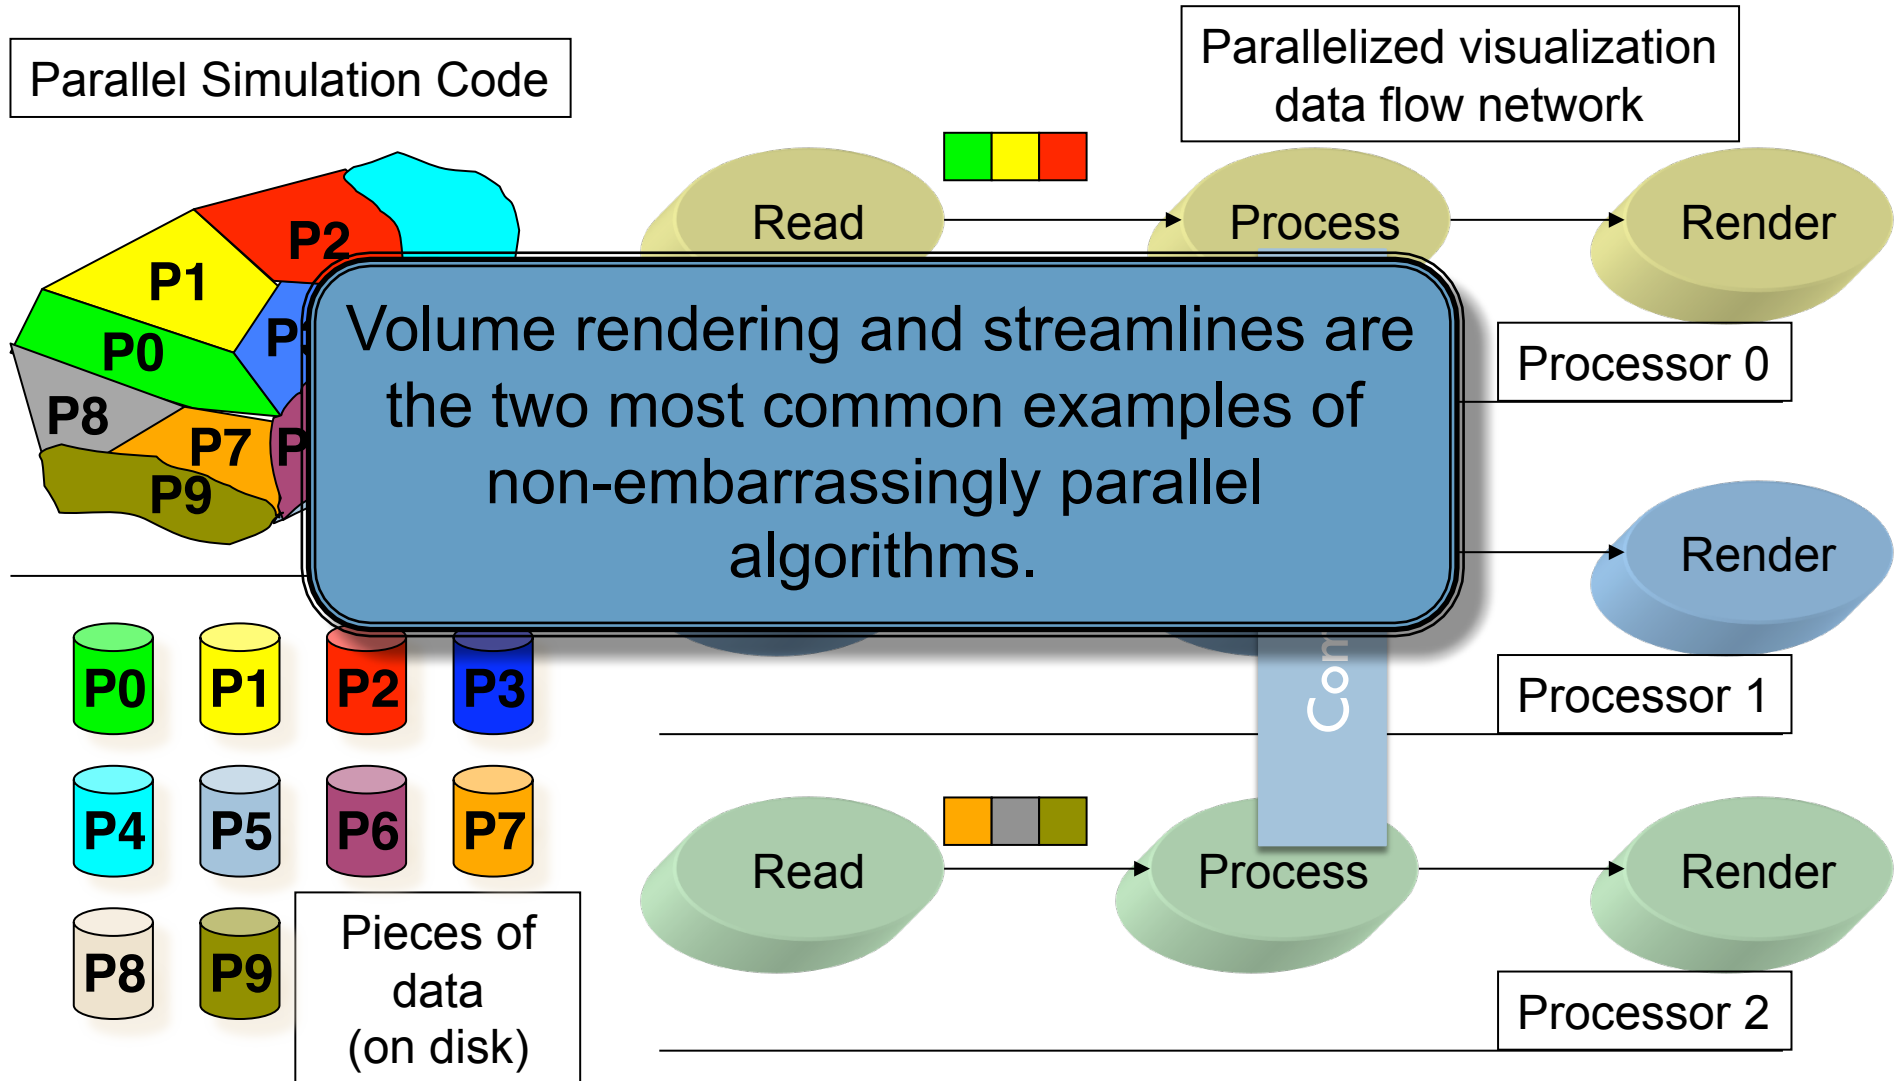 Parallel Simulation Code
Parallelized visualization
data flow network
P2
P1
P0
P8
P7
P9
Read
Process
Render
Processor 0
Volume rendering and streamlines are
the two most common examples of
non-embarrassingly parallel
algorithms.
Render
Processor 1
P0 P1 P2 P3
P4 P5 P6 P7
P8 P9
Pieces of
data
(on disk)
Read
Process
Render
Processor 2